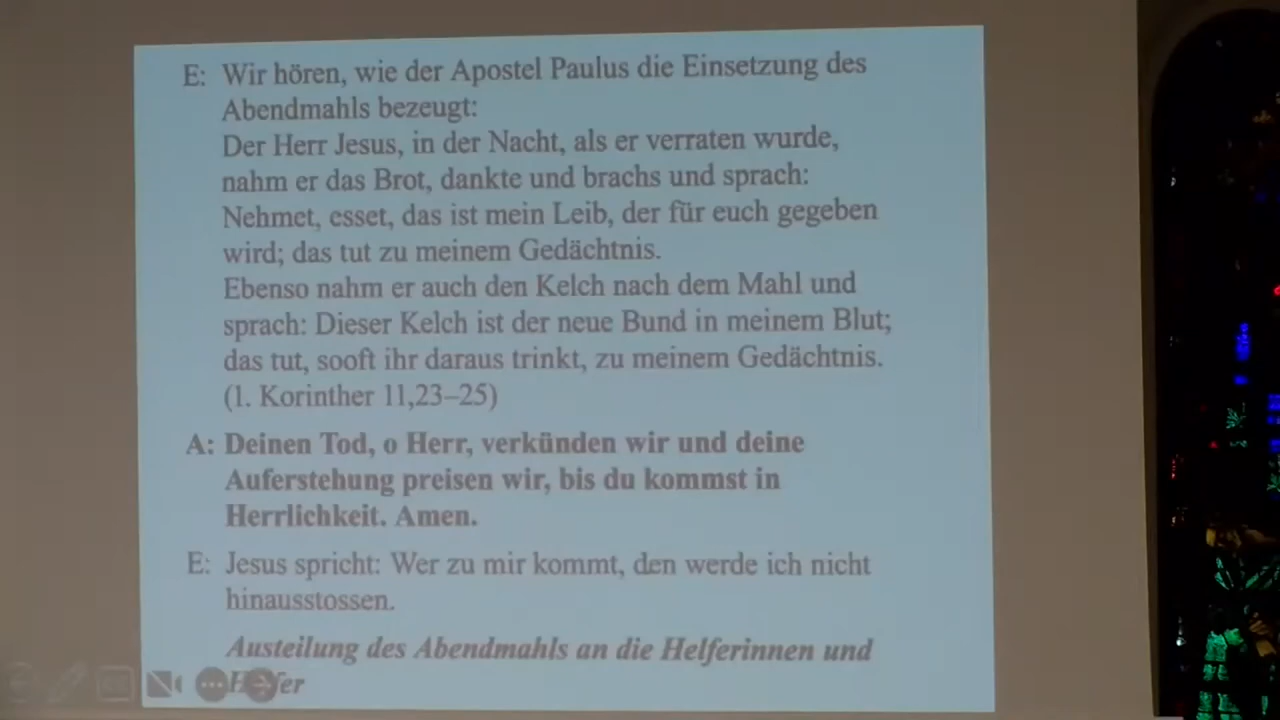 E: Wir hören, wie der Apostel Paulus die Einsetzung des
Abendmahls bezeugt:
Der Herr Jesus, in der Nacht, als er verraten wurde,
nahm er das Brot, dankte und brachs und sprach:
Nehmet, esset, das ist mein Leib, der für euch gegeben
wird; das tut zu meinem Gedächtnis.
Ebenso nahm er auch den Kelch nach dem Mahl und
sprach: Dieser Kelch ist der neue Bund in meinem Blut;
das tut, sooft ihr daraus trinkt, zu meinem Gedächtnis.
(1. Korinther 11,23–25)
A: Deinen Tod, o Herr, verkünden wir und deine
Auferstehung preisen wir, bis du kommst in
Herrlichkeit. Amen.
E: Jesus spricht: Wer zu mir kommt, den werde ich nicht
hinausstossen.
Austeilung des Abendmahls an die Helferinnen und